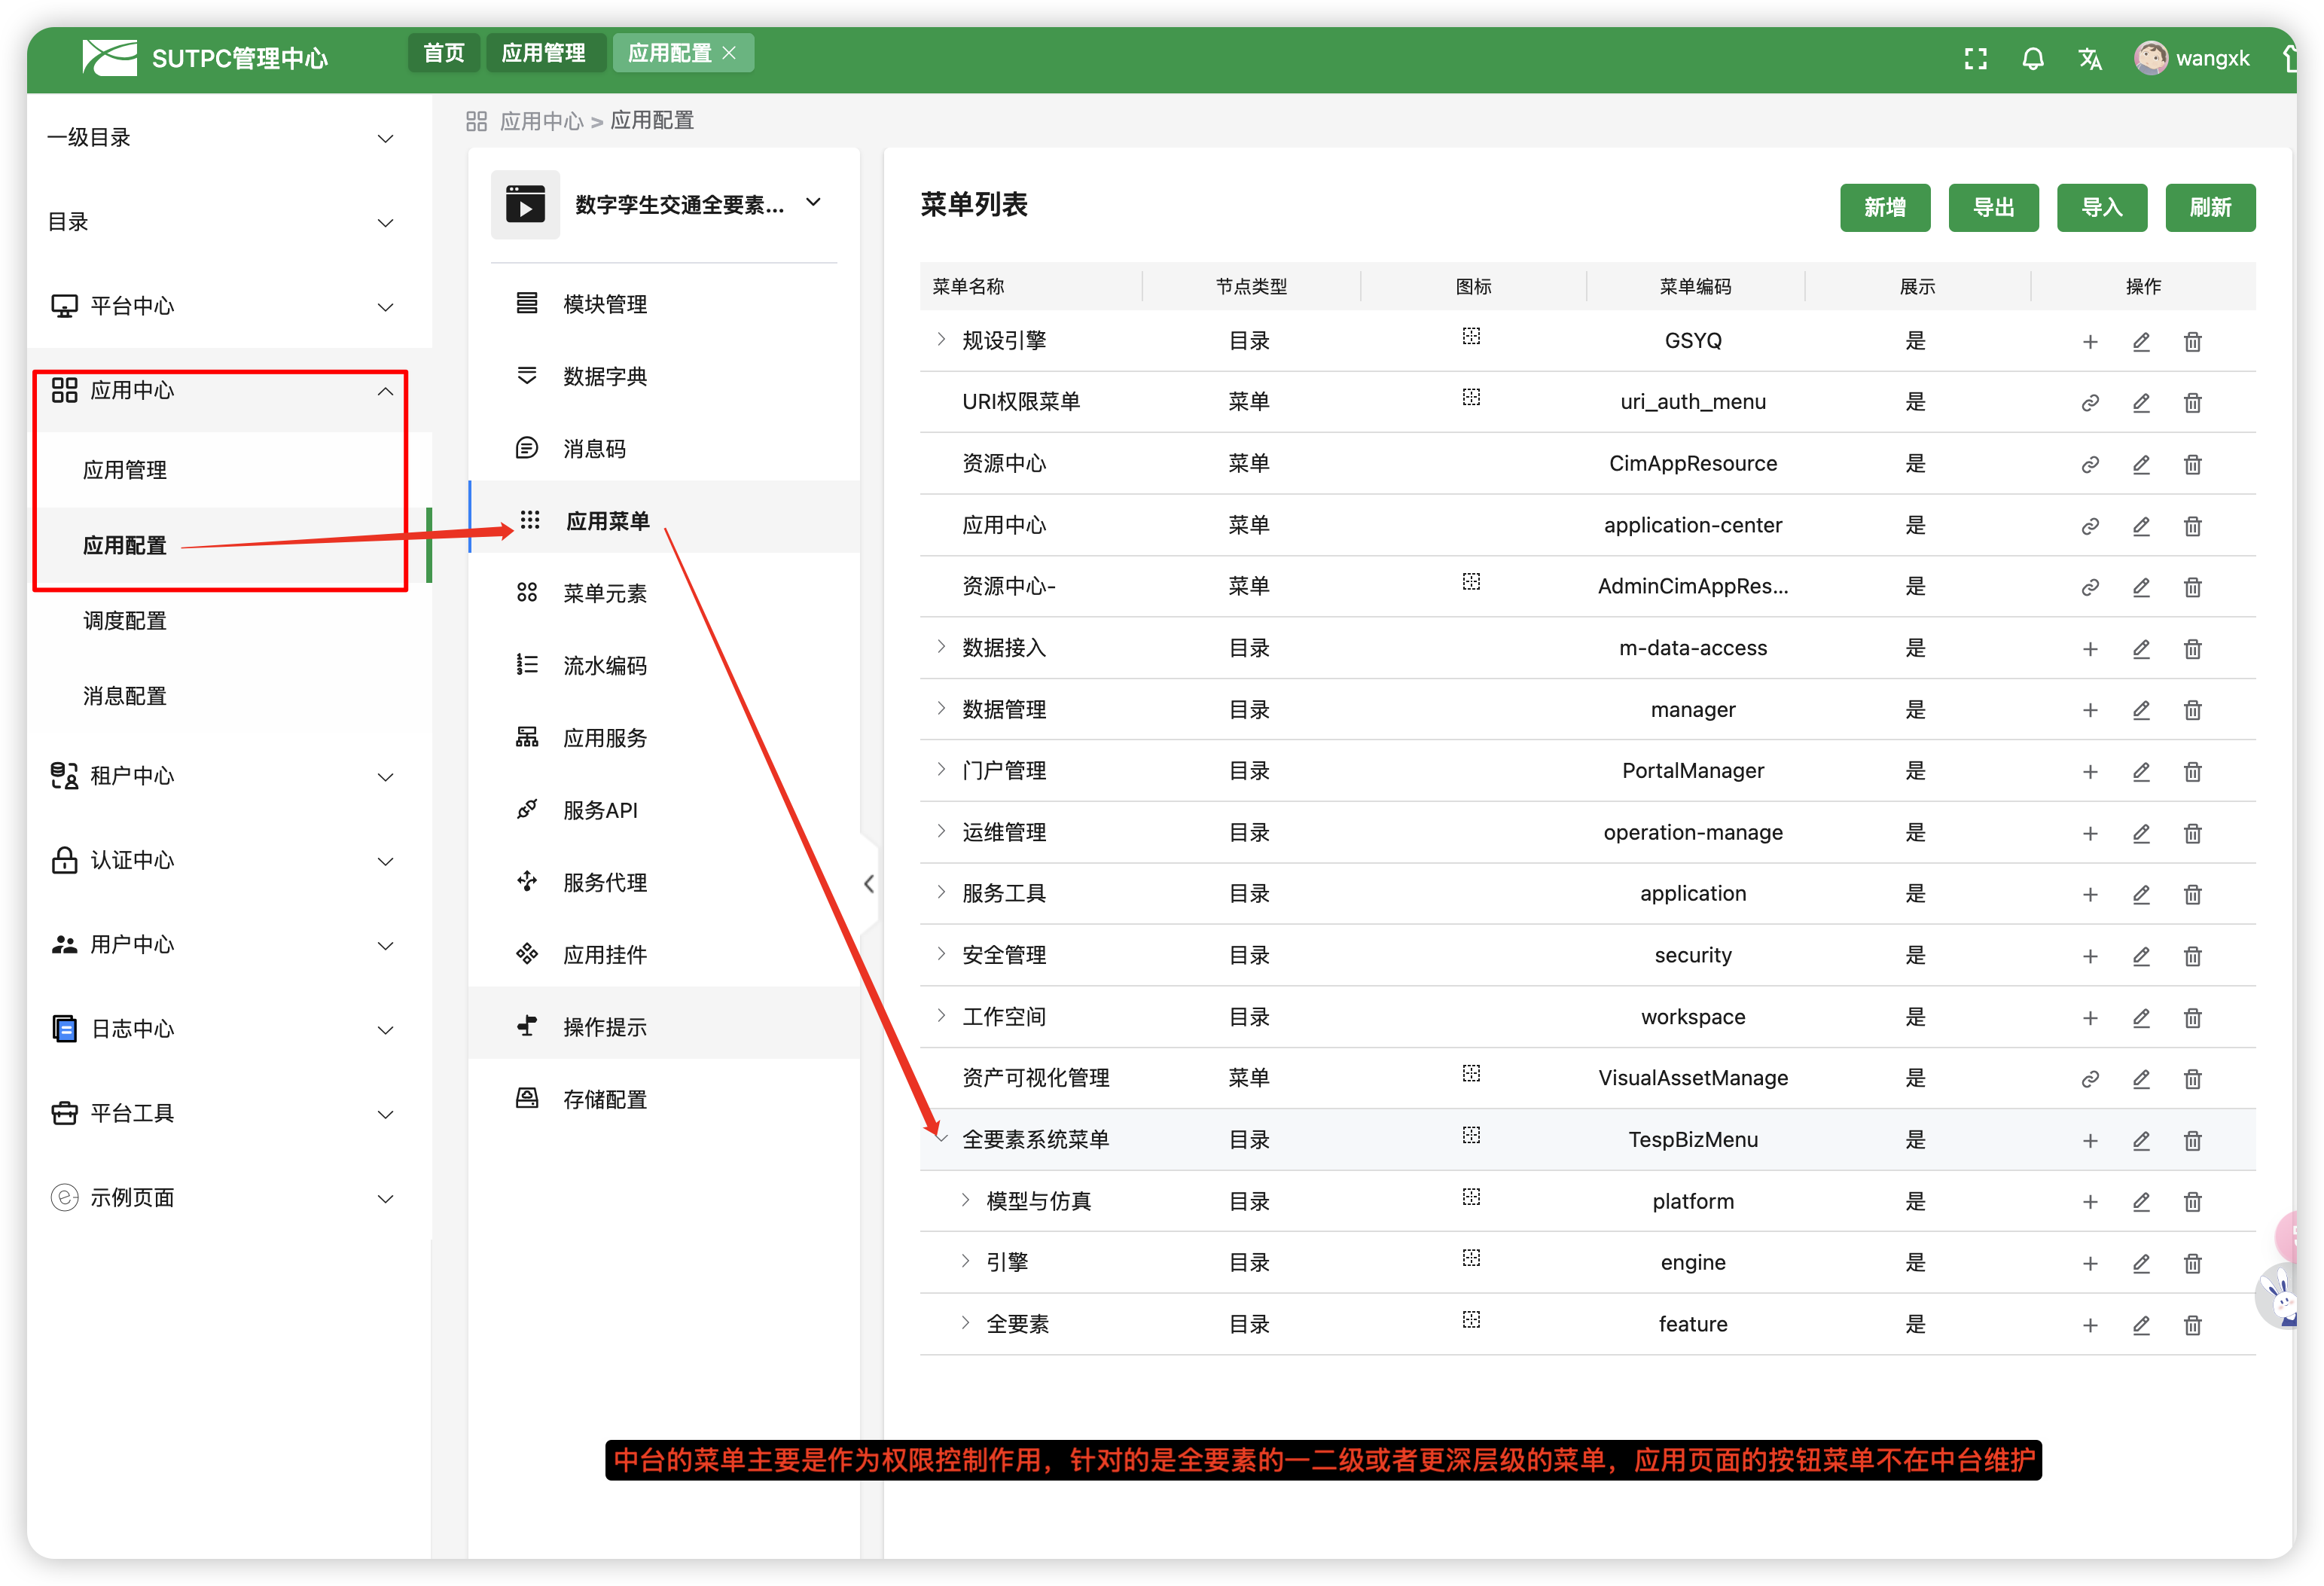 SUTPC管理中心
首页
应用管理
应用配置
wangxk
一级目录
目录
平台中心
应用中心
应用管理
应用配置
调度配置
消息配置
租户中心
认证中心
用户中心
日志中心
平台工具
示例页面
应用中心 > 应用配置
数字孪生交通全要素...
模块管理
数据字典
消息码
应用菜单
菜单元素
流水编码
应用服务
服务API
服务代理
应用挂件
操作提示
存储配置
菜单列表
新增 导出 导入 刷新
菜单名称 节点类型 图标 菜单编码 展示 操作
规设引擎 目录 GSYQ 是
URI权限菜单 菜单 uri_auth_menu 是
资源中心 菜单 CimAppResource 是
应用中心 菜单 application-center 是
资源中心- 菜单 AdminCimAppRes... 是
数据接入 目录 m-data-access 是
数据管理 目录 manager 是
门户管理 目录 PortalManager 是
运维管理 目录 operation-manage 是
服务工具 目录 application 是
安全管理 目录 security 是
工作空间 目录 workspace 是
资产可视化管理 菜单 VisualAssetManage 是
全要素系统菜单 目录 TespBizMenu 是
模型与仿真 目录 platform 是
引擎 目录 engine 是
全要素 目录 feature 是
中台的菜单主要是作为权限控制作用，针对的是全要素的一二级或者更深层级的菜单，应用页面的按钮菜单不在中台维护